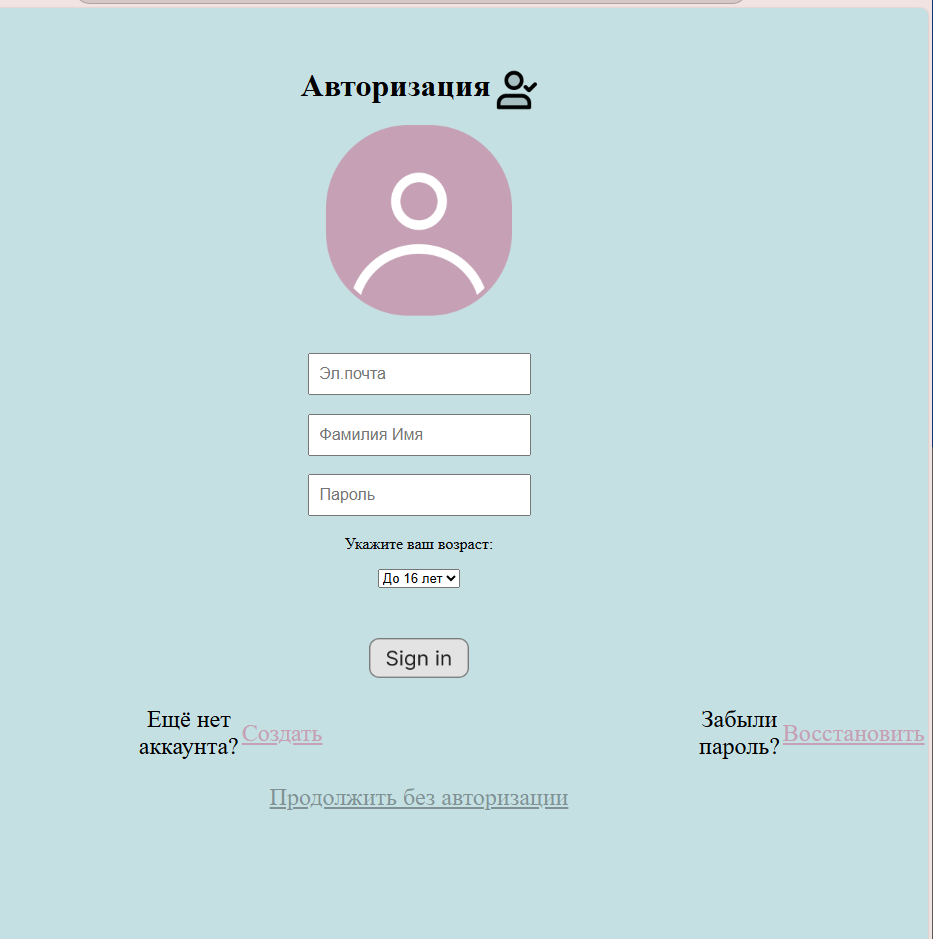 Авторизация
Эл.почта
Фамилия Имя
Пароль
Укажите ваш возраст:
До 16 лет
Sign in
Ещё нет
аккаунта? Создать
Забыли
пароль? Восстановить
Продолжить без авторизации